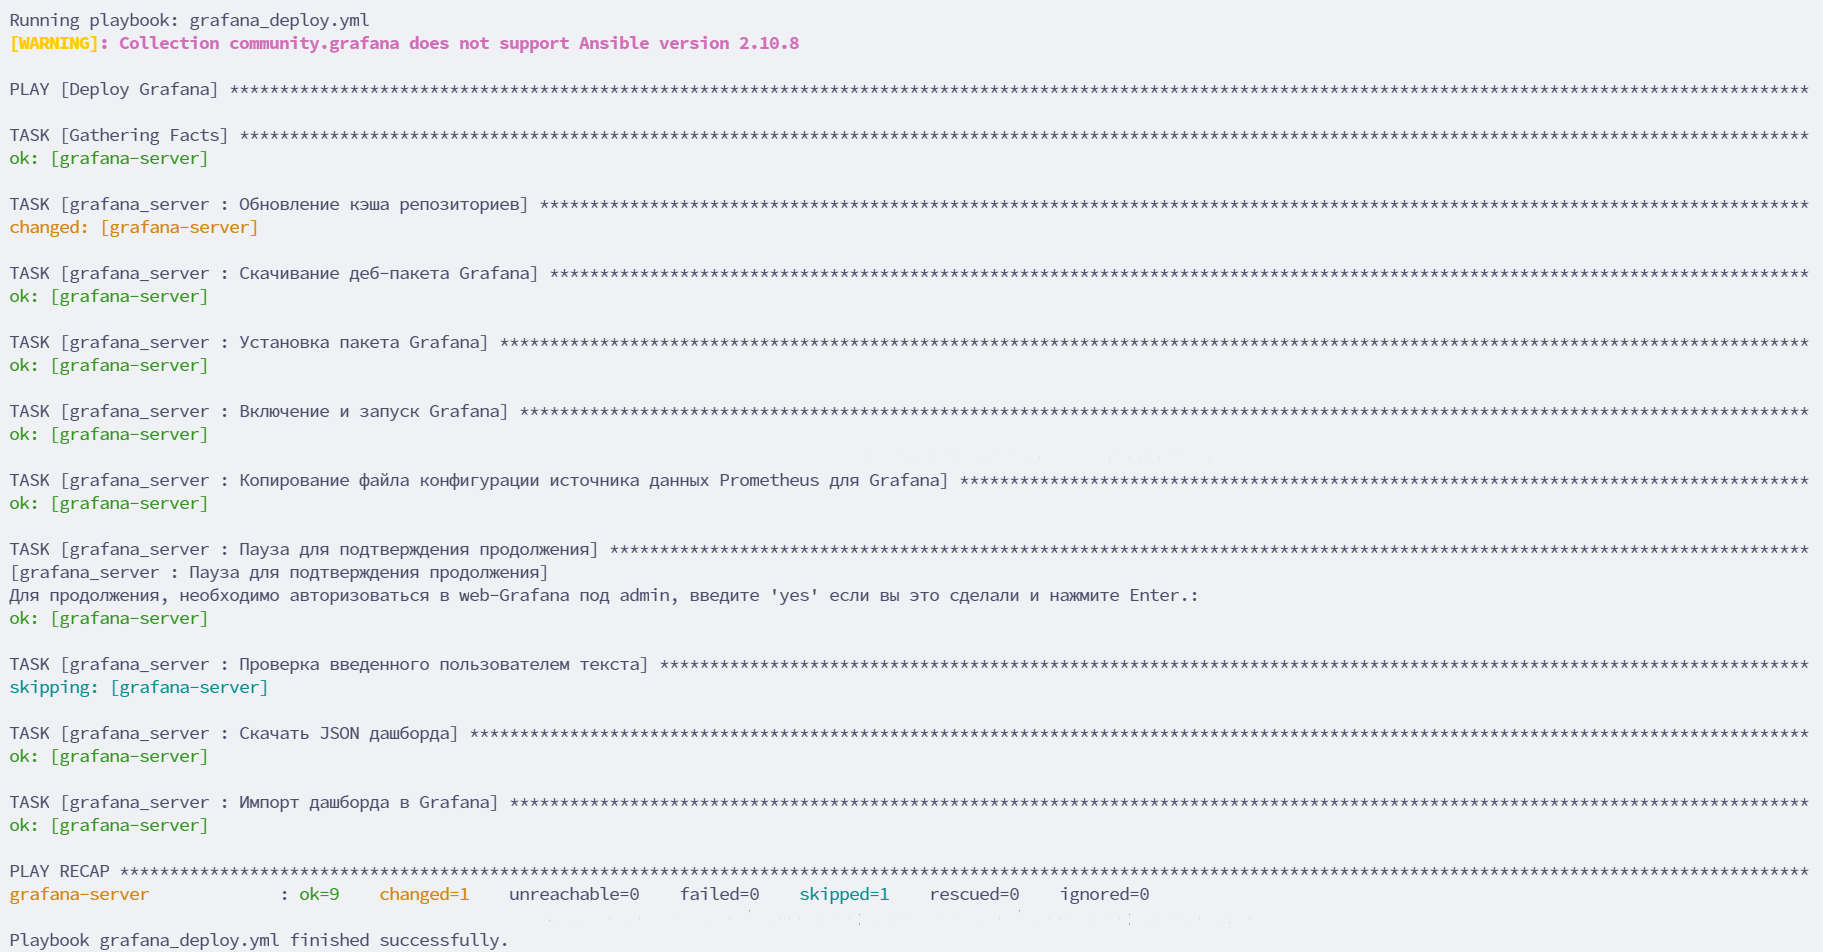 Running playbook: grafana_deploy.yml
[WARNING]: Collection community.grafana does not support Ansible version 2.10.8
PLAY [Deploy Grafana] **************************************************************************************************************************************************************
TASK [Gathering Facts] *************************************************************************************************************************************************************
ok: [grafana-server]
TASK [grafana_server : Обновление кэша репозиториев] *******************************************************************************************************************************
changed: [grafana-server]
TASK [grafana_server : Скачивание деб-пакета Grafana] ******************************************************************************************************************************
ok: [grafana-server]
TASK [grafana_server : Установка пакета Grafana] ***********************************************************************************************************************************
ok: [grafana-server]
TASK [grafana_server : Включение и запуск Grafana] *********************************************************************************************************************************
ok: [grafana-server]
TASK [grafana_server : Копирование файла конфигурации источника данных Prometheus для Grafana] *************************************************************************************
ok: [grafana-server]
TASK [grafana_server : Пауза для подтверждения продолжения] ************************************************************************************************************************
[grafana_server : Пауза для подтверждения продолжения]
Для продолжения, необходимо авторизоваться в web-Grafana под admin, введите 'yes' если вы это сделали и нажмите Enter.:
ok: [grafana-server]
TASK [grafana_server : Проверка введенного пользователем текста] *******************************************************************************************************************
skipping: [grafana-server]
TASK [grafana_server : Скачать JSON дашборда] **************************************************************************************************************************************
ok: [grafana-server]
TASK [grafana_server : Импорт дашборда в Grafana] **********************************************************************************************************************************
ok: [grafana-server]
PLAY RECAP *************************************************************************************************************************************************************************
grafana-server             : ok=9    changed=1    unreachable=0    failed=0    skipped=1    rescued=0    ignored=0
Playbook grafana_deploy.yml finished successfully.